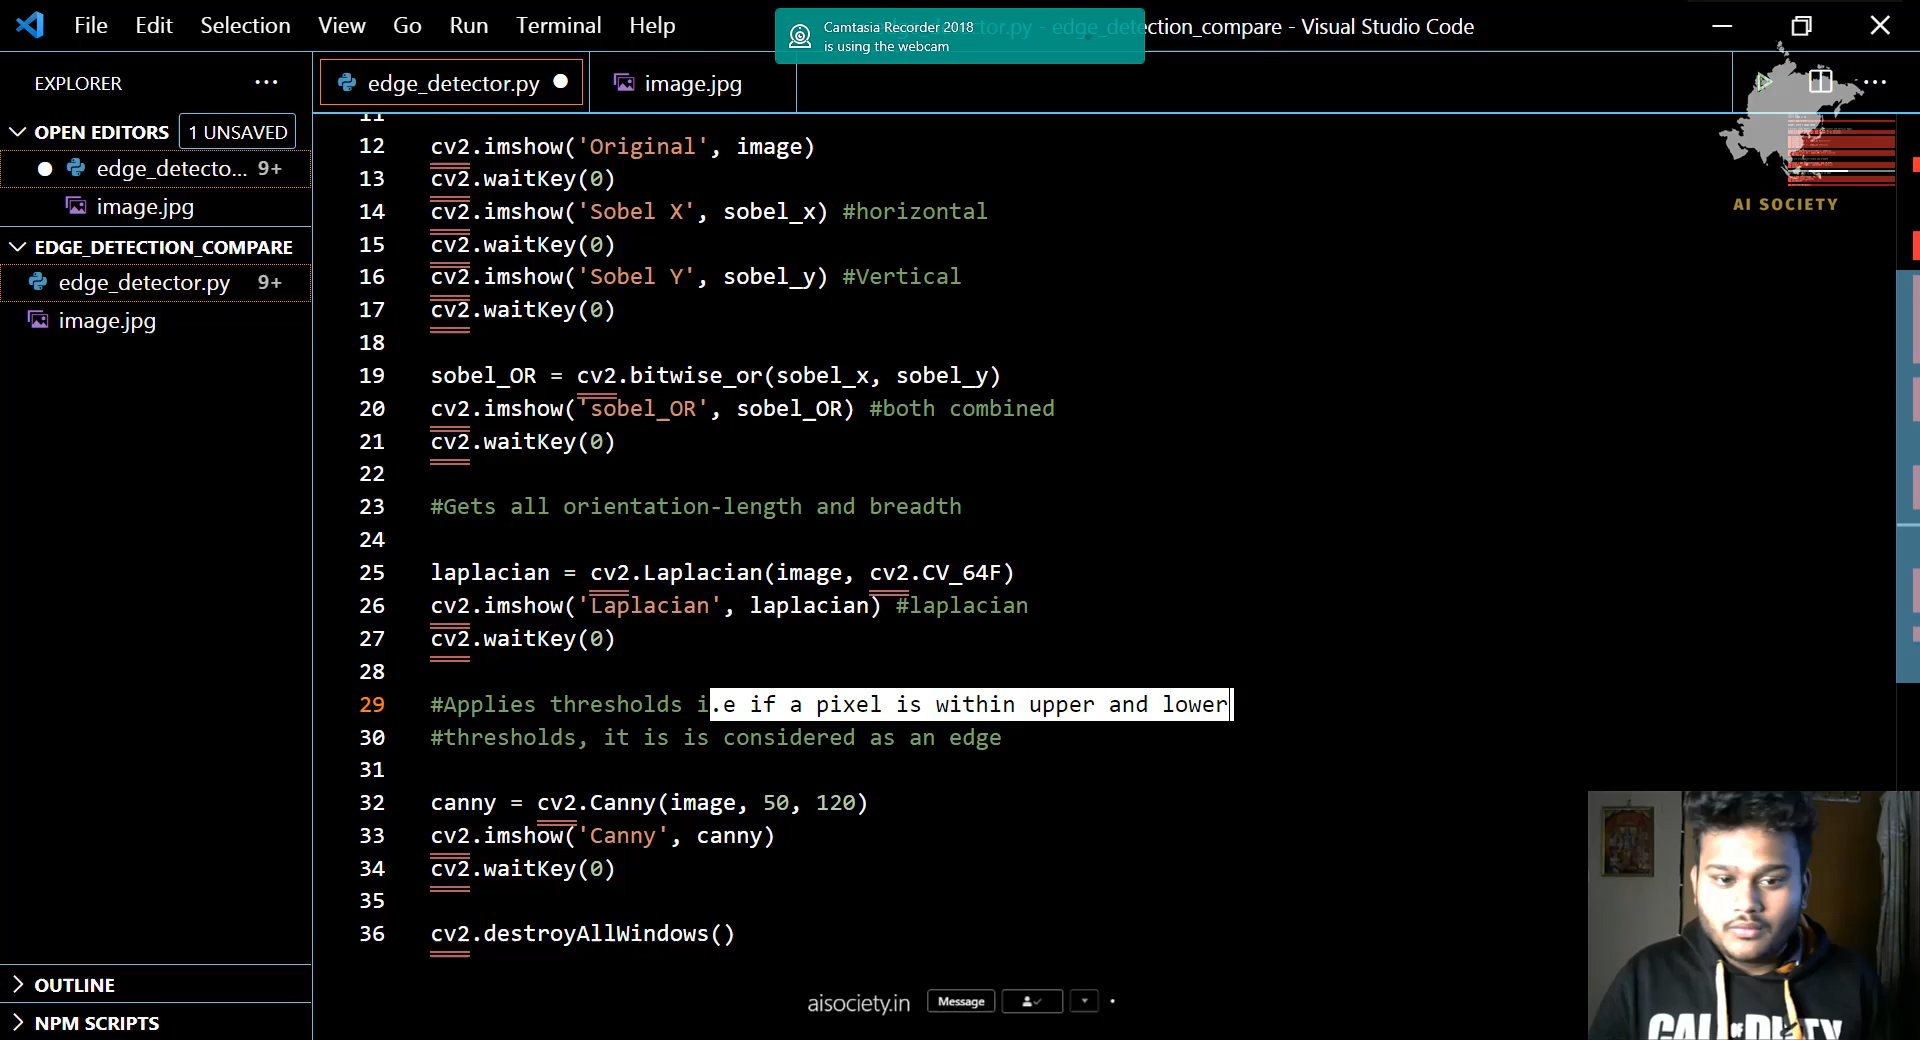 File Edit Selection View Go Run Terminal Help
Camtasia Recorder 2018
is using the webcam
tor.py - edge_detection_compare - Visual Studio Code
EXPLORER
edge_detector.py
image.jpg
OPEN EDITORS 1 UNSAVED
edge_detecto... 9+
image.jpg
EDGE_DETECTION_COMPARE
edge_detector.py 9+
image.jpg
OUTLINE
NPM SCRIPTS
11
12 cv2.imshow('Original', image)
13 cv2.waitKey(0)
14 cv2.imshow('Sobel X', sobel_x) #horizontal
15 cv2.waitKey(0)
16 cv2.imshow('Sobel Y', sobel_y) #Vertical
17 cv2.waitKey(0)
18
19 sobel_OR = cv2.bitwise_or(sobel_x, sobel_y)
20 cv2.imshow('sobel_OR', sobel_OR) #both combined
21 cv2.waitKey(0)
22
23 #Gets all orientation-length and breadth
24
25 laplacian = cv2.Laplacian(image, cv2.CV_64F)
26 cv2.imshow('Laplacian', laplacian) #laplacian
27 cv2.waitKey(0)
28
29 #Applies thresholds i.e if a pixel is within upper and lower
30 #thresholds, it is is considered as an edge
31
32 canny = cv2.Canny(image, 50, 120)
33 cv2.imshow('Canny', canny)
34 cv2.waitKey(0)
35
36 cv2.destroyAllWindows()
AI SOCIETY
aisociety.in Message
CALL OF DUTY